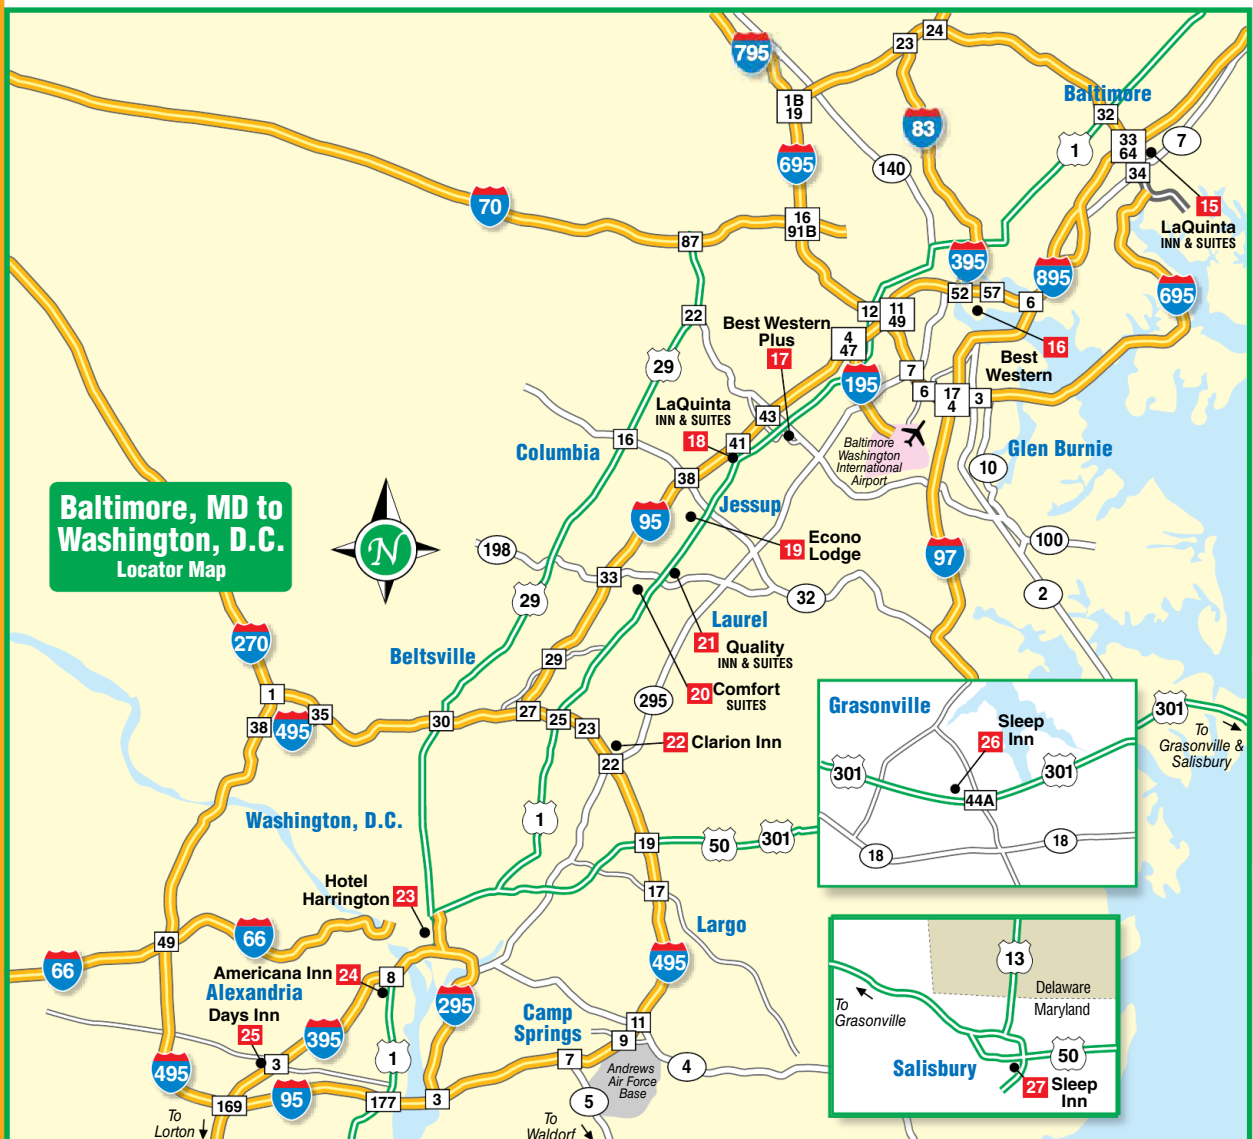 24
23
795
Baltimore
1B
19
32
83
1
33
64
7
695
140
34
70
15
LaQuinta
INN & SUITES
16
91B
87
395
895
695
52
57
6
22
12
11
49
Best Western
Plus
17
4
47
16
Best
Western
29
195
7
6
17
4
3
LaQuinta
INN & SUITES
18
43
41
16
Columbia
Baltimore
Washington
International
Airport
Glen Burnie
38
10
Baltimore, MD to
Washington, D.C.
Locator Map
N
Jessup
95
19
Econo
Lodge
100
198
97
33
29
32
2
Laurel
21
Quality
INN & SUITES
270
Beltsville
29
20
Comfort
SUITES
1
295
35
38
495
30
27
25
23
22
Clarion Inn
22
Grasonville
Sleep
Inn
26
301
301
44A
18
18
301
To
Grasonville &
Salisbury
Washington, D.C.
1
19
50
301
Hotel
Harrington
23
17
Largo
49
66
66
Americana Inn
24
8
Alexandria
Days Inn
25
295
495
395
Camp
Springs
11
9
3
1
7
4
495
Andrews
Air Force
Base
95
169
177
3
5
To
Lorton
To
Waldorf
13
Delaware
Maryland
To
Grasonville
50
Salisbury
27
Sleep
Inn